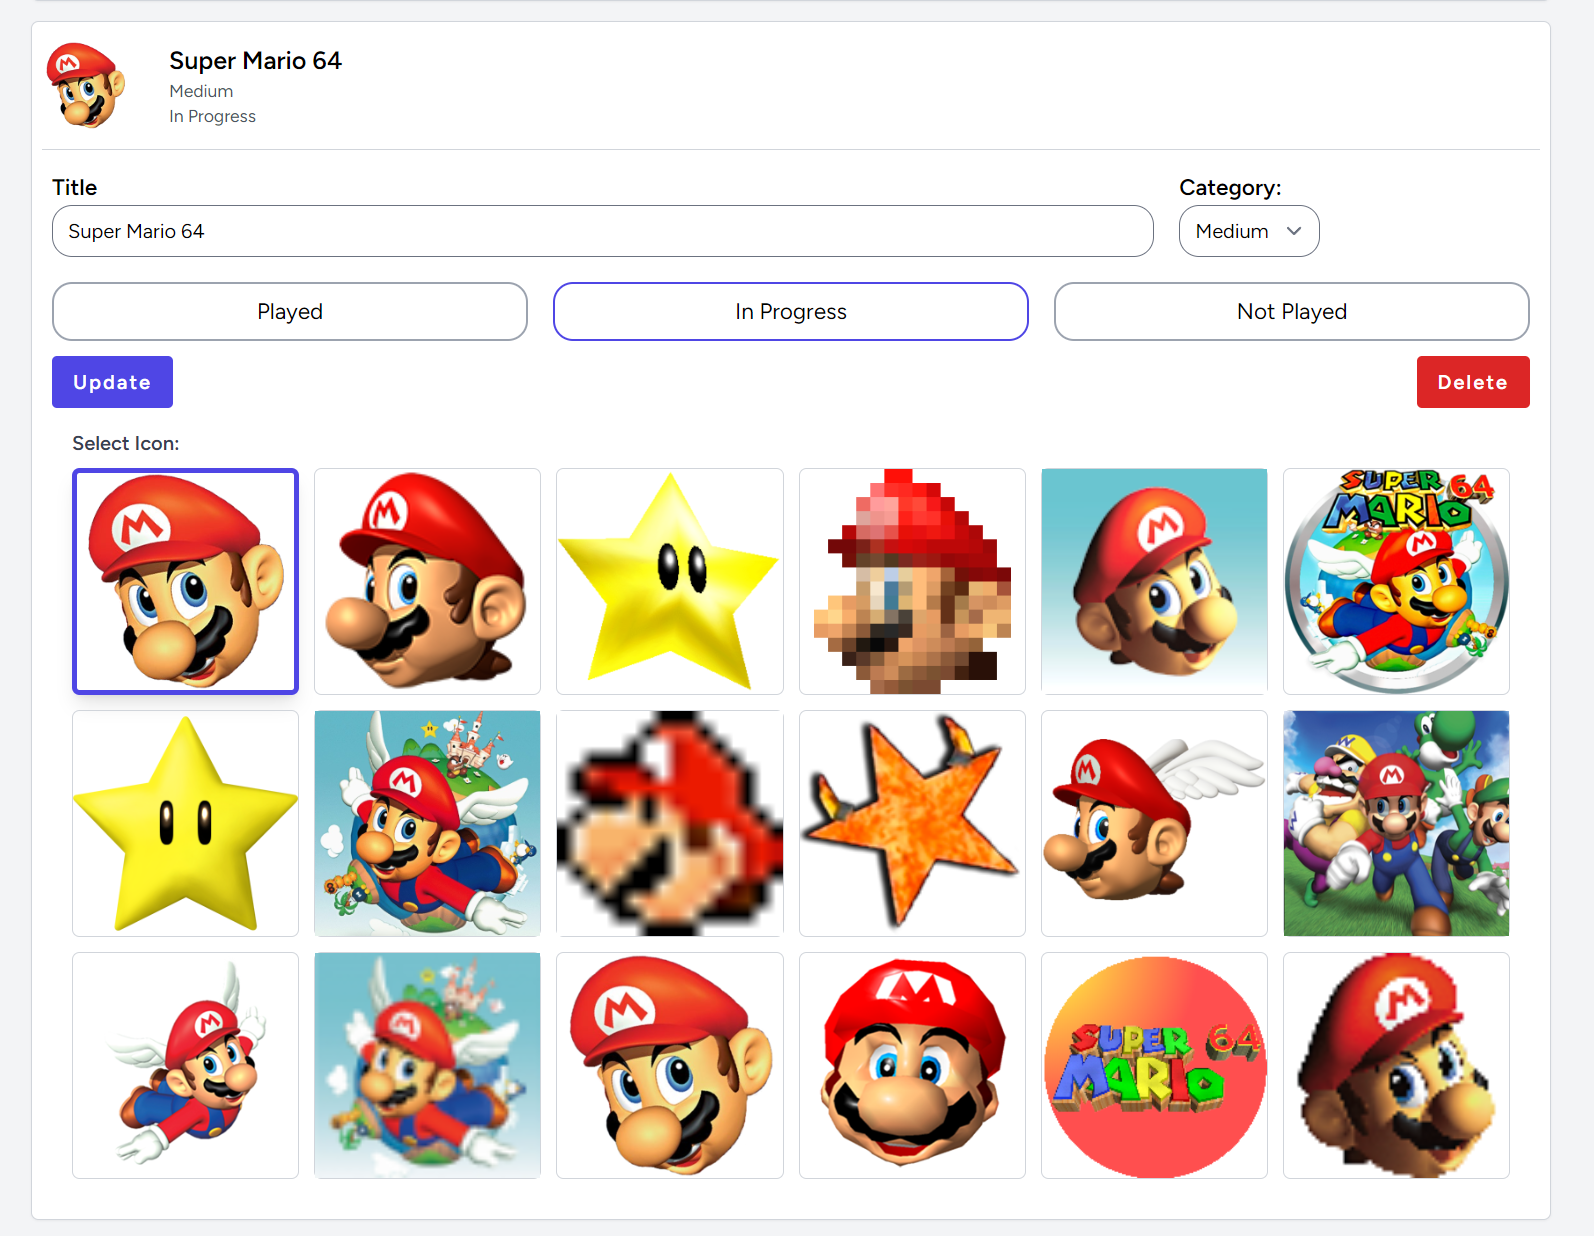 Super Mario 64
Medium
In Progress
Title
Category:
Super Mario 64
Medium
Played
In Progress
Not Played
Update
Delete
Select Icon:
M
M
M
SUPER 64
MARIO
M
M
M
M
M
M
M
SUPER 64
MARIO
M